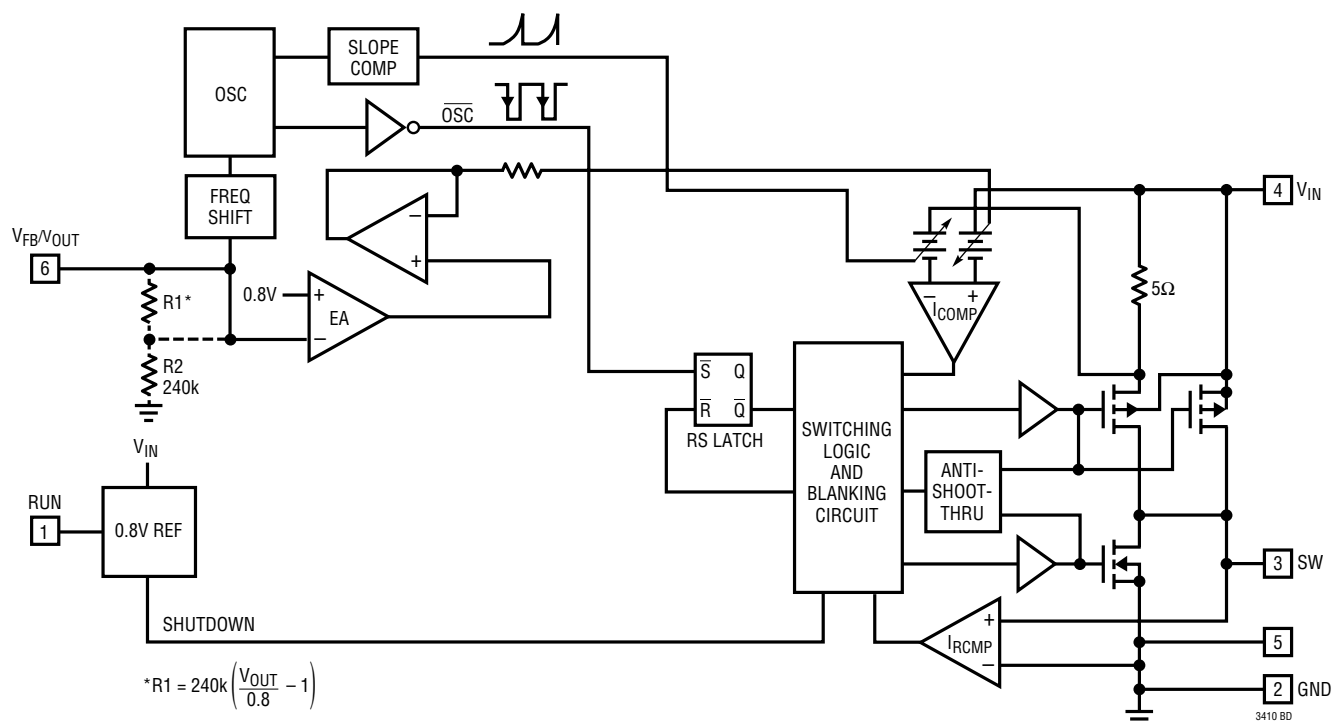 OSC
SLOPE
COMP
OSC
FREQ
SHIFT
VFB/VOUT
6
R1*
R2
240k
0.8V
+
EA
–
–
+
4
VIN
5Ω
–
+
ICOMP
S Q
R Q
RS LATCH
SWITCHING
LOGIC
AND
BLANKING
CIRCUIT
ANTI-
SHOOT-
THRU
VIN
RUN
1
0.8V REF
SHUTDOWN
3
SW
+
IRCMP
–
5
2
GND
*R1 = 240k (VOUT/0.8 – 1)
3410 BD